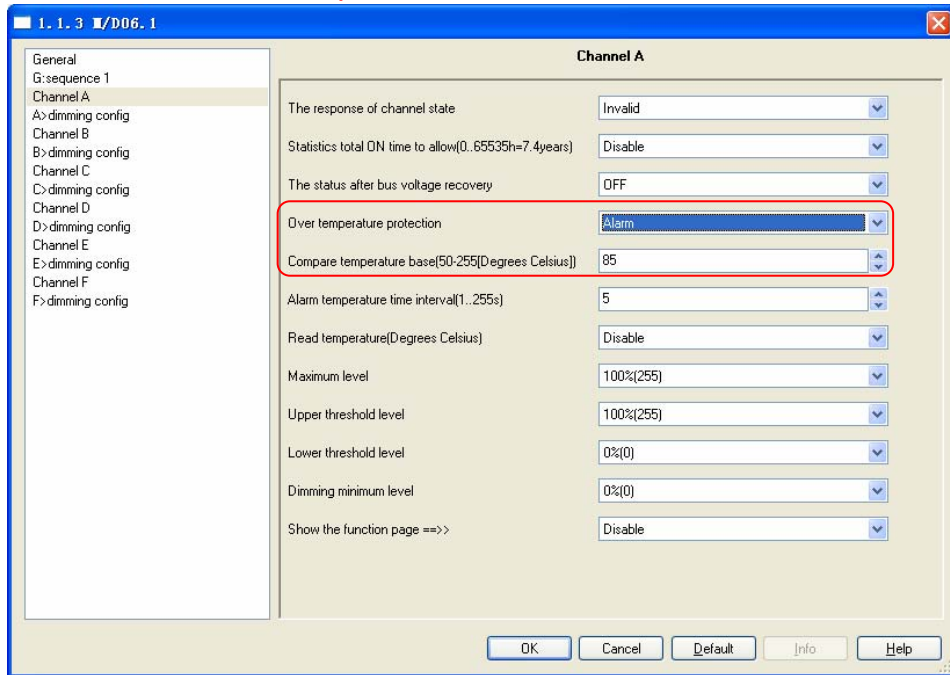 1.1.3 M/D06.1
General
G:sequence 1
Channel A
A>dimming config
Channel B
B>dimming config
Channel C
C>dimming config
Channel D
D>dimming config
Channel E
E>dimming config
Channel F
F>dimming config
Channel A
The response of channel state Invalid
Statistics total ON time to allow(0..65535h=7.4years) Disable
The status after bus voltage recovery OFF
Over temperature protection Alarm
Compare temperature base(50-255[Degrees Celsius]) 85
Alarm temperature time interval(1..255s) 5
Read temperature(Degrees Celsius) Disable
Maximum level 100%(255)
Upper threshold level 100%(255)
Lower threshold level 0%(0)
Dimming minimum level 0%(0)
Show the function page ==>> Disable
OK Cancel Default Info Help